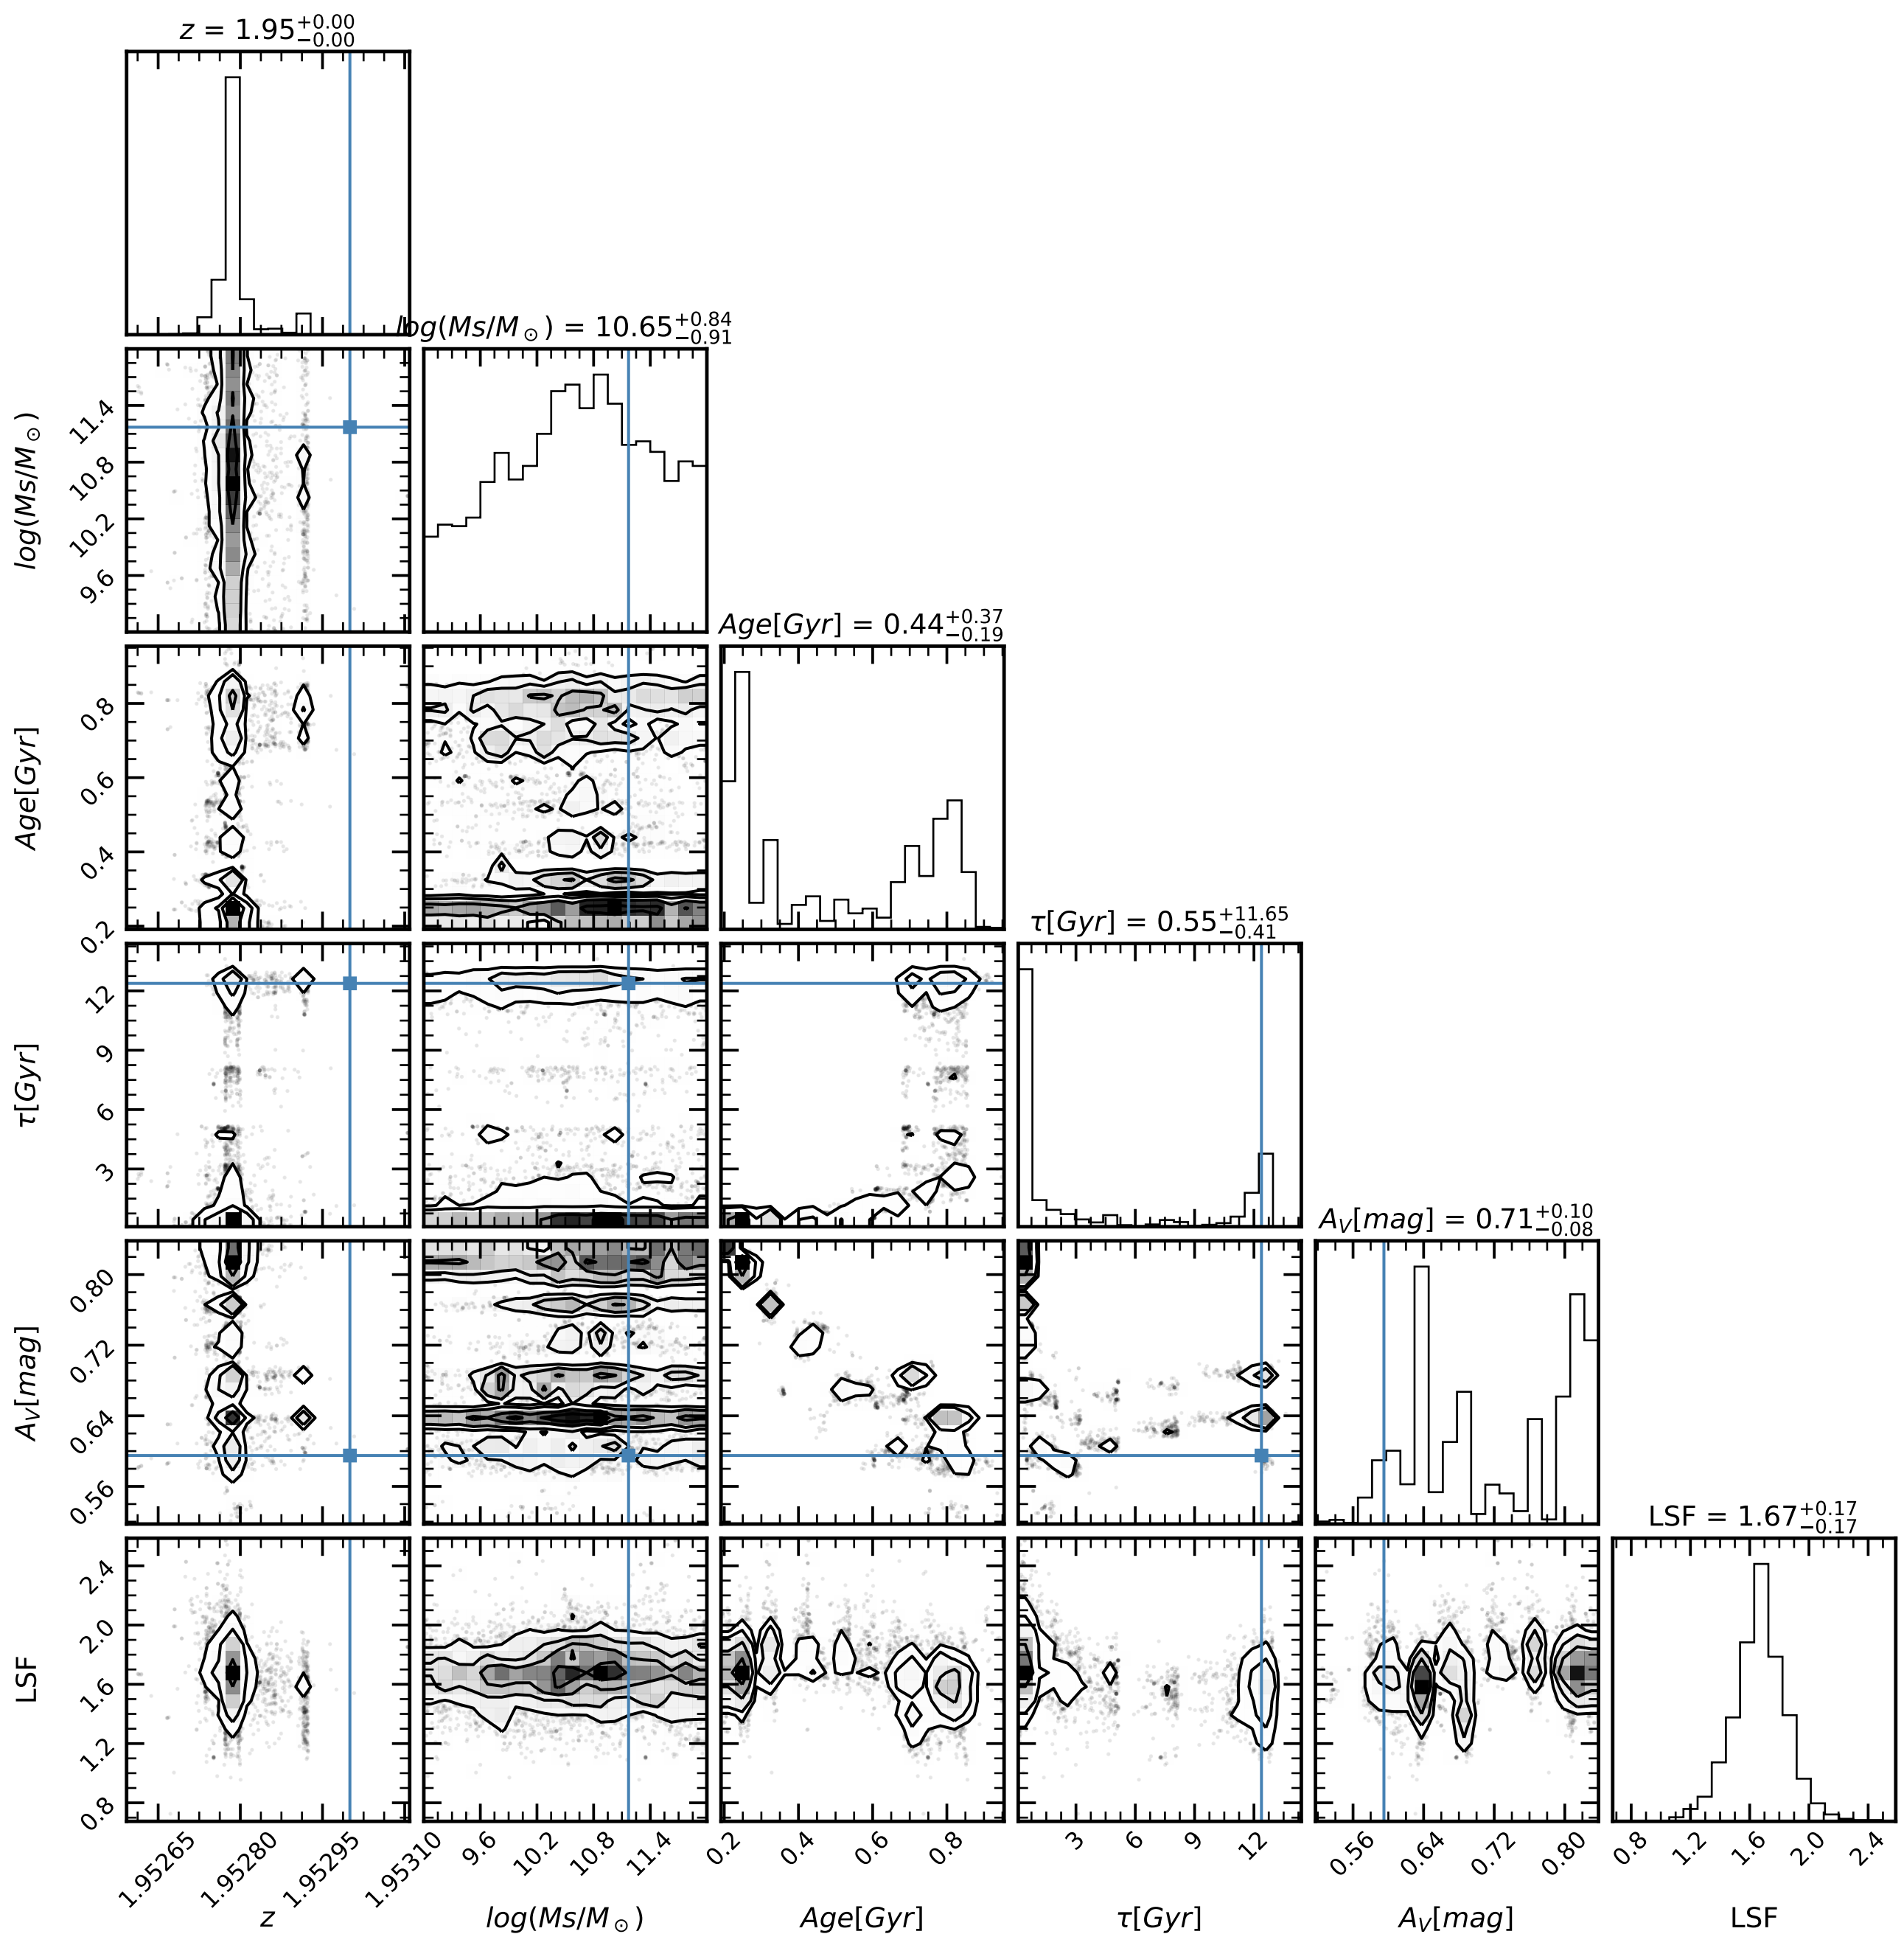 z = 1.95+0.00−0.00
log(Ms/M⊙) = 10.65+0.84−0.91
11.4
10.8
10.2
9.6
log(Ms/M⊙)
Age[Gyr] = 0.44+0.37−0.19
0.8
0.6
0.4
0.2
Age[Gyr]
τ[Gyr] = 0.55+11.65−0.41
12
9
6
3
τ[Gyr]
AV[mag] = 0.71+0.10−0.08
0.80
0.72
0.64
0.56
AV[mag]
LSF = 1.67+0.17−0.17
2.4
2.0
1.6
1.2
0.8
LSF
1.95265 1.95280 1.95295 1.95310 9.6 10.2 10.8 11.4 0.2 0.4 0.6 0.8 3 6 9 12 0.56 0.64 0.72 0.80 0.8 1.2 1.6 2.0 2.4
z log(Ms/M⊙) Age[Gyr] τ[Gyr] AV[mag] LSF